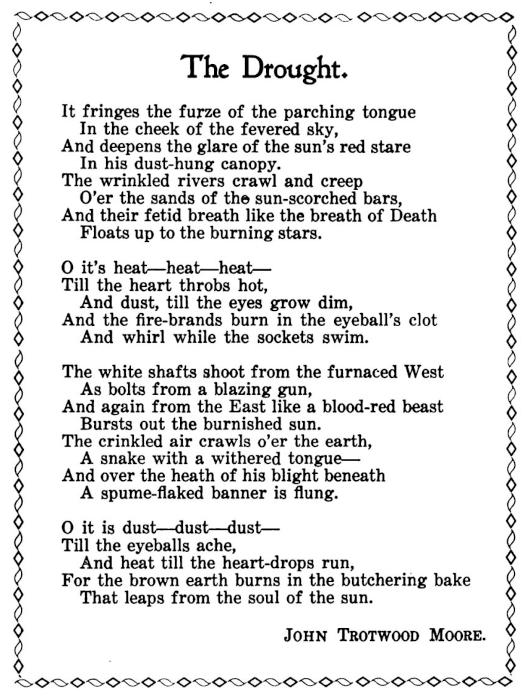 The Drought.
It fringes the furze of the parching tongue
In the cheek of the fevered sky,
And deepens the glare of the sun's red stare
In his dust-hung canopy.
The wrinkled rivers crawl and creep
O'er the sands of the sun-scorched bars,
And their fetid breath like the breath of Death
Floats up to the burning stars.
O it's heat—heat—heat—
Till the heart throbs hot,
And dust, till the eyes grow dim,
And the fire-brands burn in the eyeball's clot
And whirl while the sockets swim.
The white shafts shoot from the furnaced West
As bolts from a blazing gun,
And again from the East like a blood-red beast
Bursts out the burnished sun.
The crinkled air crawls o'er the earth,
A snake with a withered tongue—
And over the heath of his blight beneath
A spume-flaked banner is flung.
O it is dust—dust—dust—
Till the eyeballs ache,
And heat till the heart-drops run,
For the brown earth burns in the butchering bake
That leaps from the soul of the sun.
JOHN TROTWOOD MOORE.